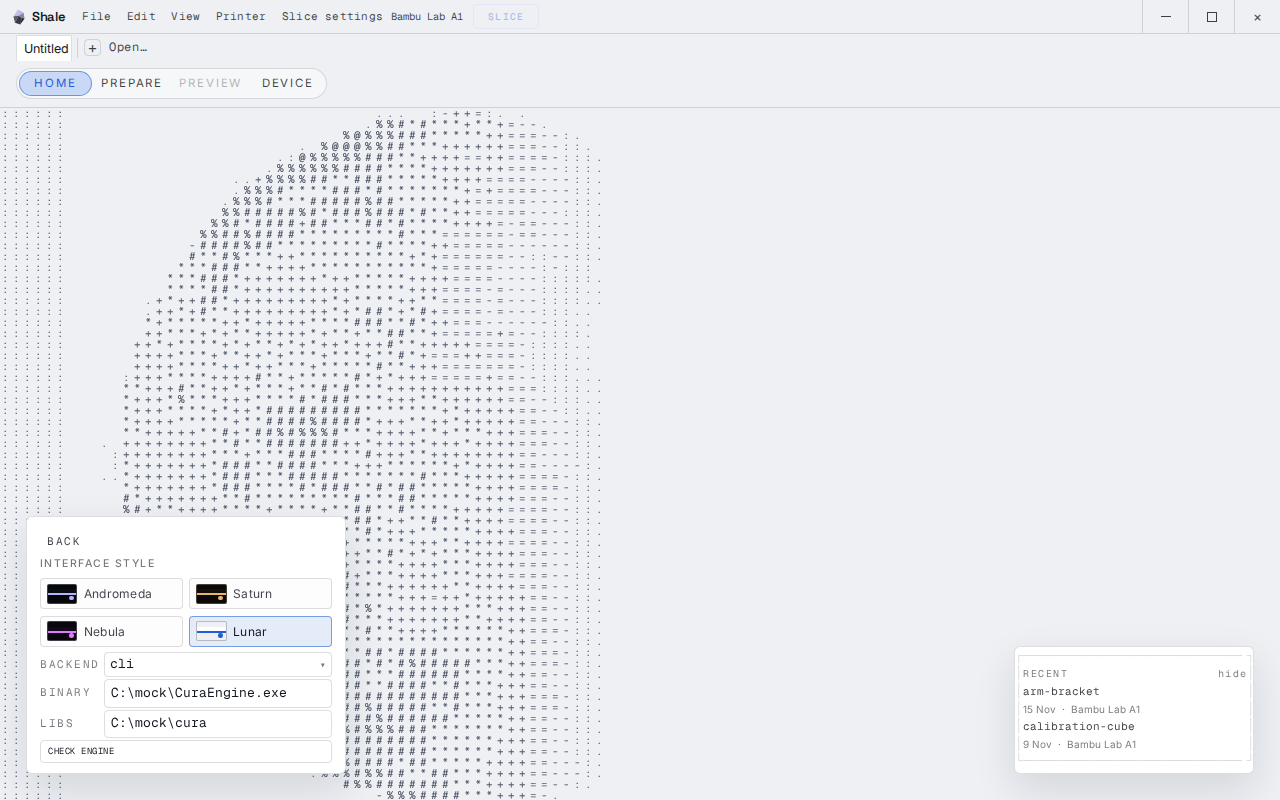 Shale File Edit View Printer Slice settings Bambu Lab A1 SLICE
Untitled + Open…
HOME PREPARE PREVIEW DEVICE
BACK
INTERFACE STYLE
Andromeda Saturn
Nebula Lunar
BACKEND cli
BINARY C:\mock\CuraEngine.exe
LIBS C:\mock\cura
CHECK ENGINE
RECENT hide
arm-bracket
15 Nov · Bambu Lab A1
calibration-cube
9 Nov · Bambu Lab A1